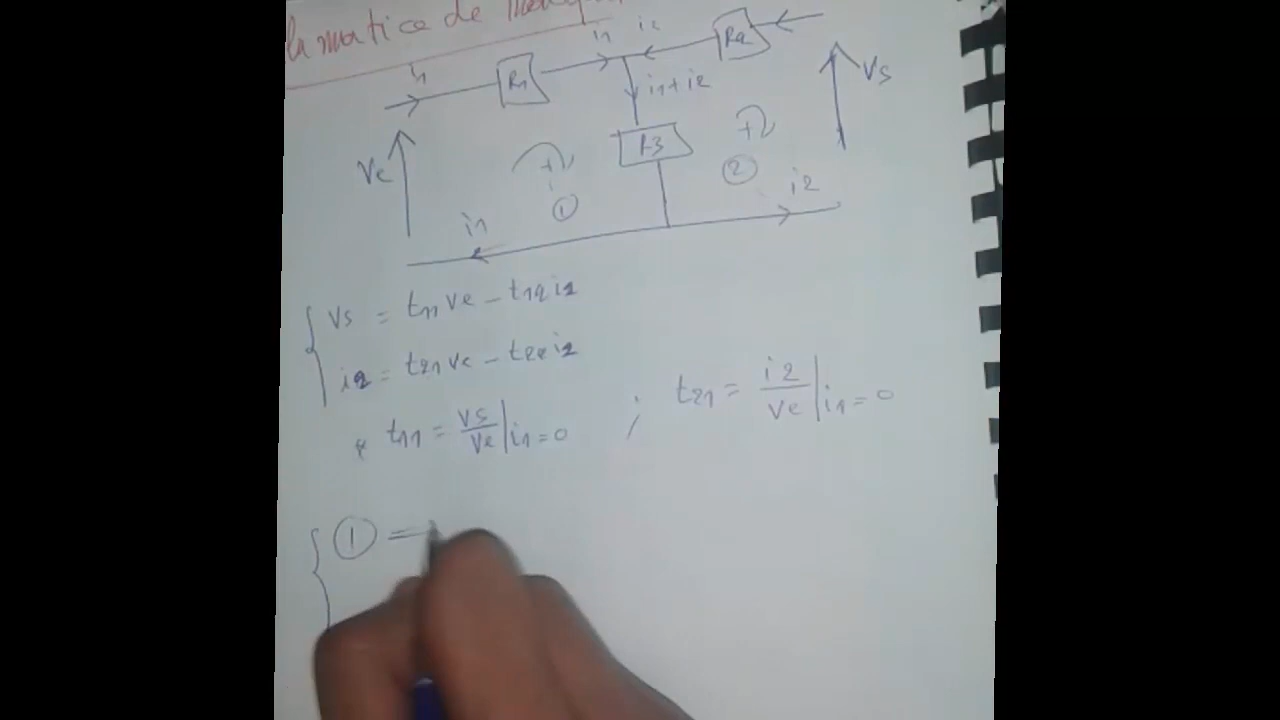 la matrice de
i1 R1 i1 i2 R2
i1+i2 Vs
Ve + R3 + 2
1 i1 i2
Vs = t11 Ve - t12 i2
i2 = t21 Ve - t22 i2
* t11 = Vs/Ve | i1 = 0 ; t21 = i2/Ve | i1 = 0
1 =